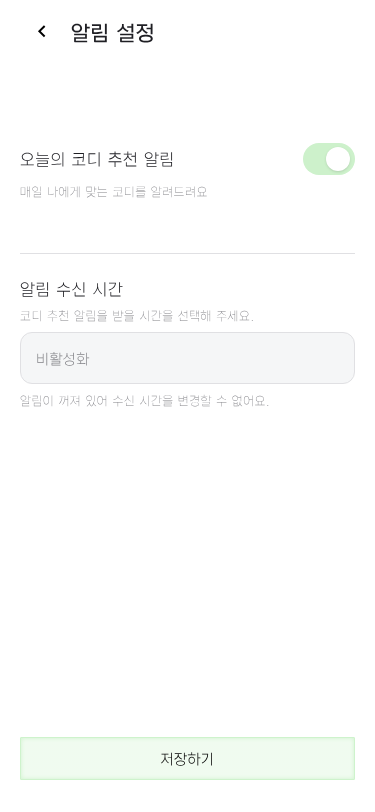 알림 설정
오늘의 코디 추천 알림
매일 나에게 맞는 코디를 알려드려요
알림 수신 시간
코디 추천 알림을 받을 시간을 선택해 주세요.
비활성화
알림이 꺼져 있어 수신 시간을 변경할 수 없어요.
저장하기